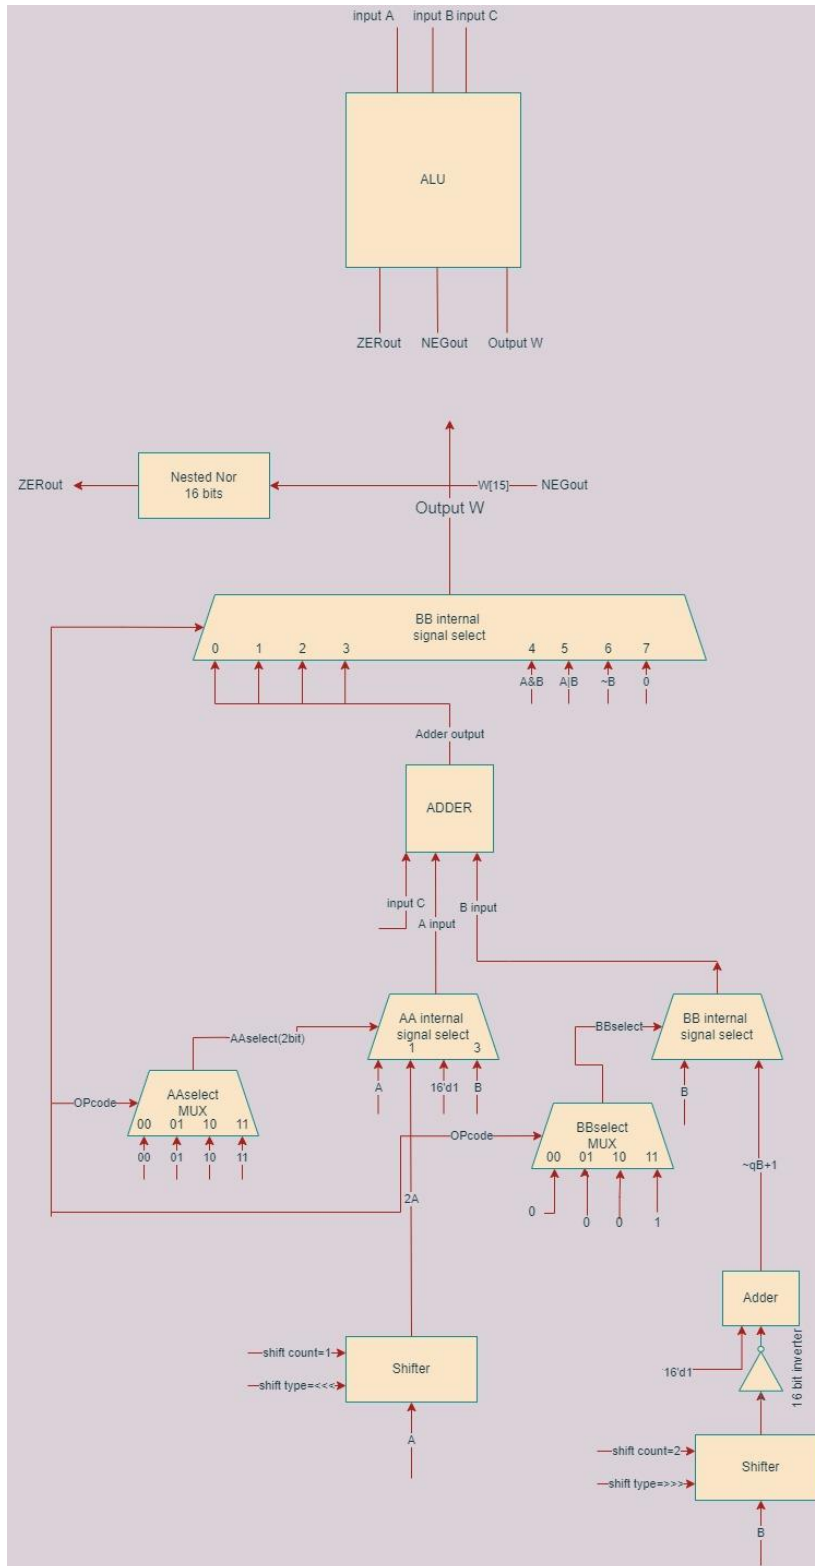 input A
input B
input C
ALU
ZERout
NEGout
Output W
ZERout
Nested Nor
16 bits
W[15]
NEGout
Output W
BB internal
signal select
0
1
2
3
4
5
6
7
A&B
A|B
~B
0
Adder output
ADDER
input C
A input
B input
AA internal
signal select
1
3
BB internal
signal select
AAselect(2bit)
BBselect
A
16'd1
B
B
OPcode
AAselect
MUX
00
01
10
11
00
01
10
11
OPcode
BBselect
MUX
00
01
10
11
0
0
0
1
2A
~qB+1
Adder
16'd1
16 bit inverter
shift count=1
shift type=<<<
Shifter
A
shift count=2
shift type=>>>
Shifter
B